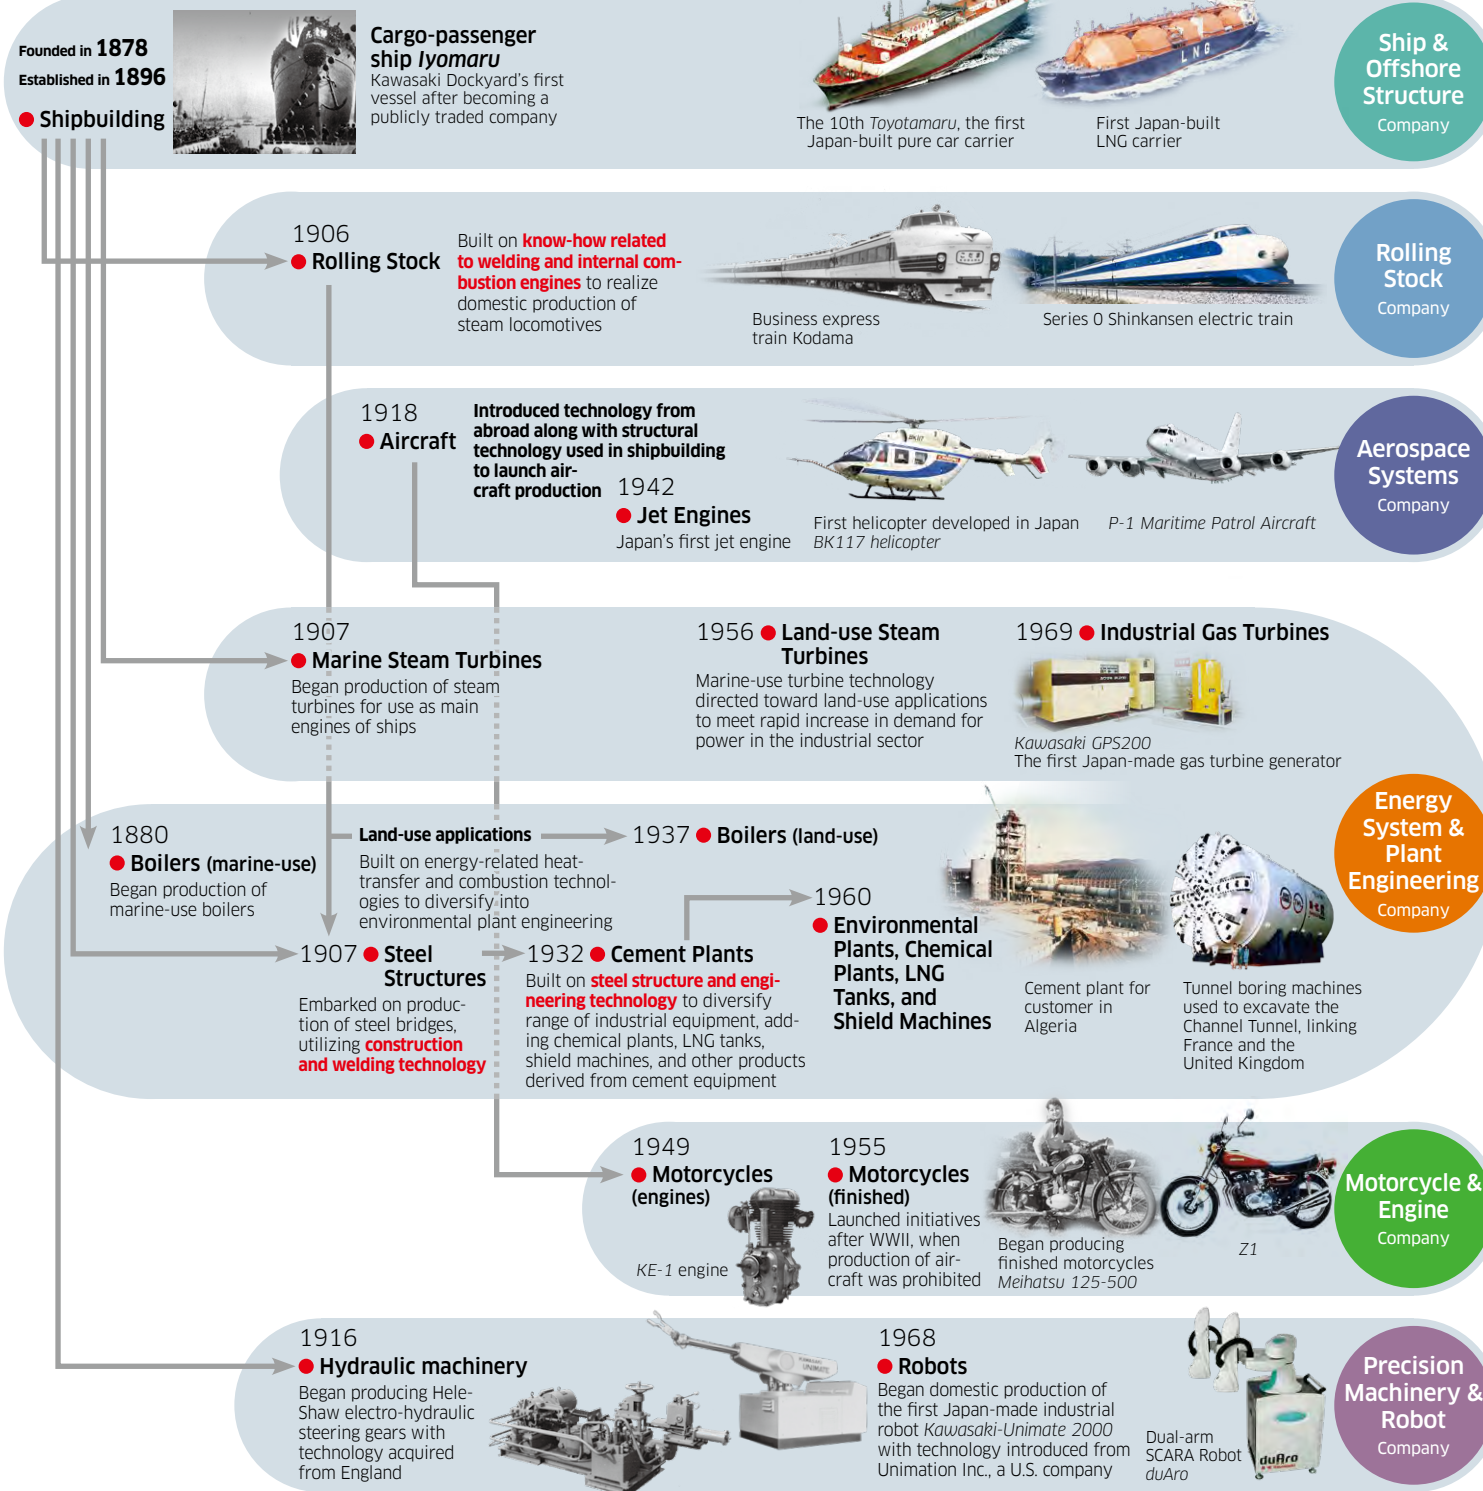 Founded in 1878
Established in 1896
Shipbuilding
Cargo-passenger
ship Iyomaru
Kawasaki Dockyard's first
vessel after becoming a
publicly traded company
The 10th Toyotamaru, the first
Japan-built pure car carrier
LNG
First Japan-built
LNG carrier
Ship &
Offshore
Structure
Company
1906
Rolling Stock
Built on know-how related
to welding and internal com-
bustion engines to realize
domestic production of
steam locomotives
Business express
train Kodama
Series 0 Shinkansen electric train
Rolling
Stock
Company
1918
Aircraft
Introduced technology from
abroad along with structural
technology used in shipbuilding
to launch air-
craft production
1942
Jet Engines
Japan's first jet engine
First helicopter developed in Japan
BK117 helicopter
P-1 Maritime Patrol Aircraft
Aerospace
Systems
Company
1907
Marine Steam Turbines
Began production of steam
turbines for use as main
engines of ships
1956 Land-use Steam
Turbines
Marine-use turbine technology
directed toward land-use applications
to meet rapid increase in demand for
power in the industrial sector
1969 Industrial Gas Turbines
Kawasaki GPS200
The first Japan-made gas turbine generator
Energy
System &
Plant
Engineering
Company
1880
Boilers (marine-use)
Began production of
marine-use boilers
Land-use applications
Built on energy-related heat-
transfer and combustion technol-
ogies to diversify into
environmental plant engineering
1937 Boilers (land-use)
1907 Steel
Structures
Embarked on produc-
tion of steel bridges,
utilizing construction
and welding technology
1932 Cement Plants
Built on steel structure and engi-
neering technology to diversify
range of industrial equipment, add-
ing chemical plants, LNG tanks,
shield machines, and other products
derived from cement equipment
1960
Environmental
Plants, Chemical
Plants, LNG
Tanks, and
Shield Machines
Cement plant for
customer in
Algeria
Tunnel boring machines
used to excavate the
Channel Tunnel, linking
France and the
United Kingdom
1949
Motorcycles
(engines)
KE-1 engine
1955
Motorcycles
(finished)
Launched initiatives
after WWII, when
production of air-
craft was prohibited
Began producing
finished motorcycles
Meihatsu 125-500
Z1
Motorcycle &
Engine
Company
1916
Hydraulic machinery
Began producing Hele-
Shaw electro-hydraulic
steering gears with
technology acquired
from England
UNIMATE
1968
Robots
Began domestic production of
the first Japan-made industrial
robot Kawasaki-Unimate 2000
with technology introduced from
Unimation Inc., a U.S. company
Dual-arm
SCARA Robot
duAro
duAro
Precision
Machinery &
Robot
Company